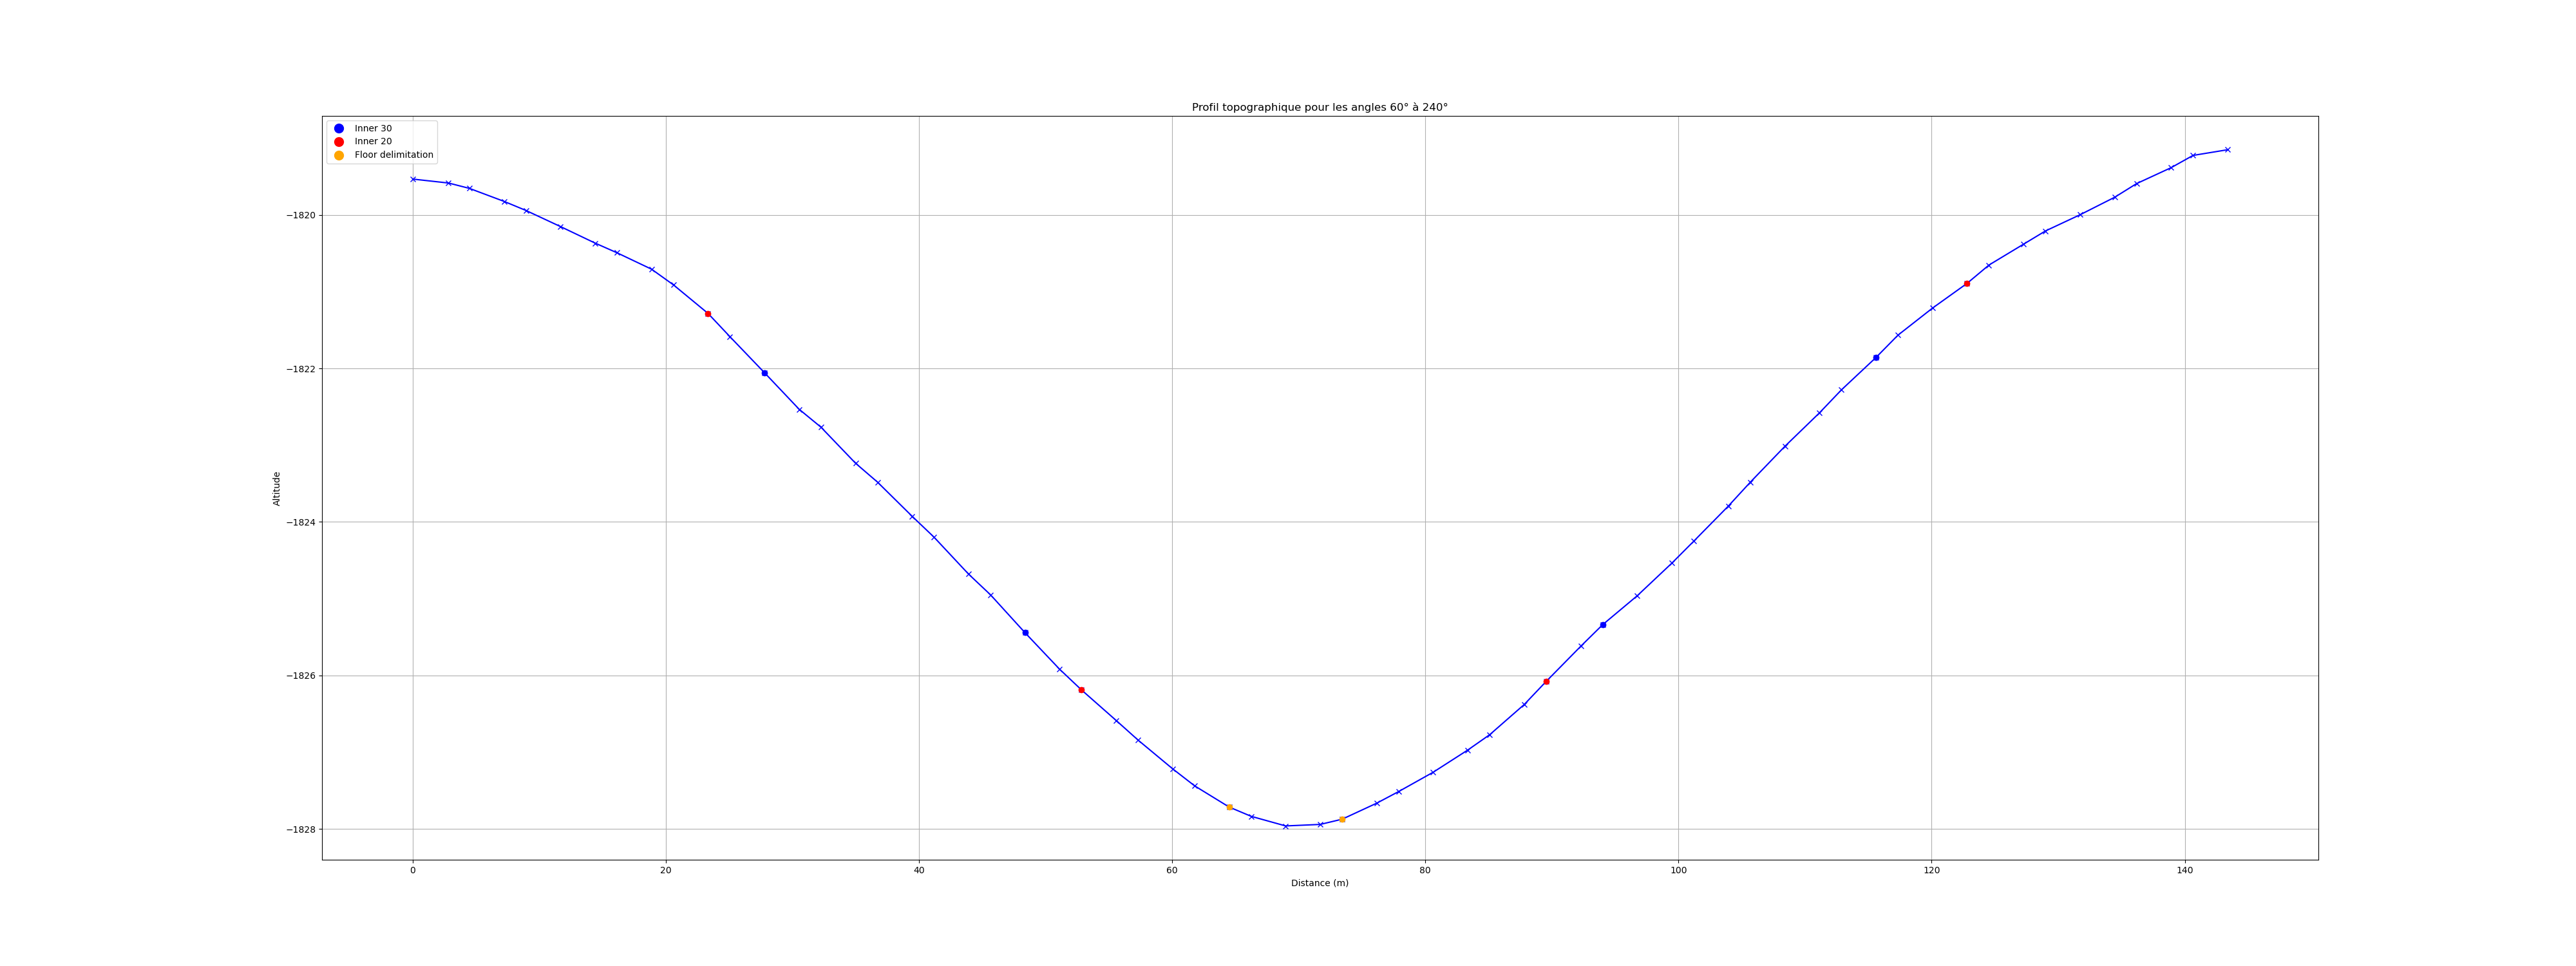 Profil topographique pour les angles 60° à 240°
Inner 30
Inner 20
Floor delimitation
−1820
−1822
−1824
−1826
−1828
Altitude
0 20 40 60 80 100 120 140
Distance (m)